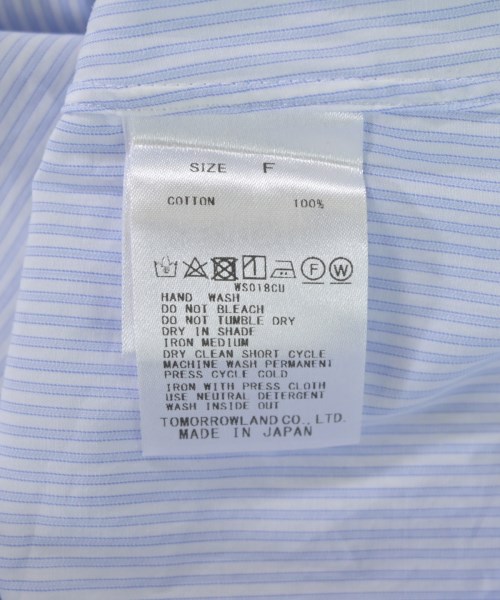 SIZE F
COTTON 100%
F W
WS018CU
HAND WASH
DO NOT BLEACH
DO NOT TUMBLE DRY
DRY IN SHADE
IRON MEDIUM
DRY CLEAN SHORT CYCLE
MACHINE WASH PERMANENT
PRESS CYCLE COLD
IRON WITH PRESS CLOTH
USE NEUTRAL DETERGENT
WASH INSIDE OUT
TOMORROWLAND CO., LTD.
MADE IN JAPAN